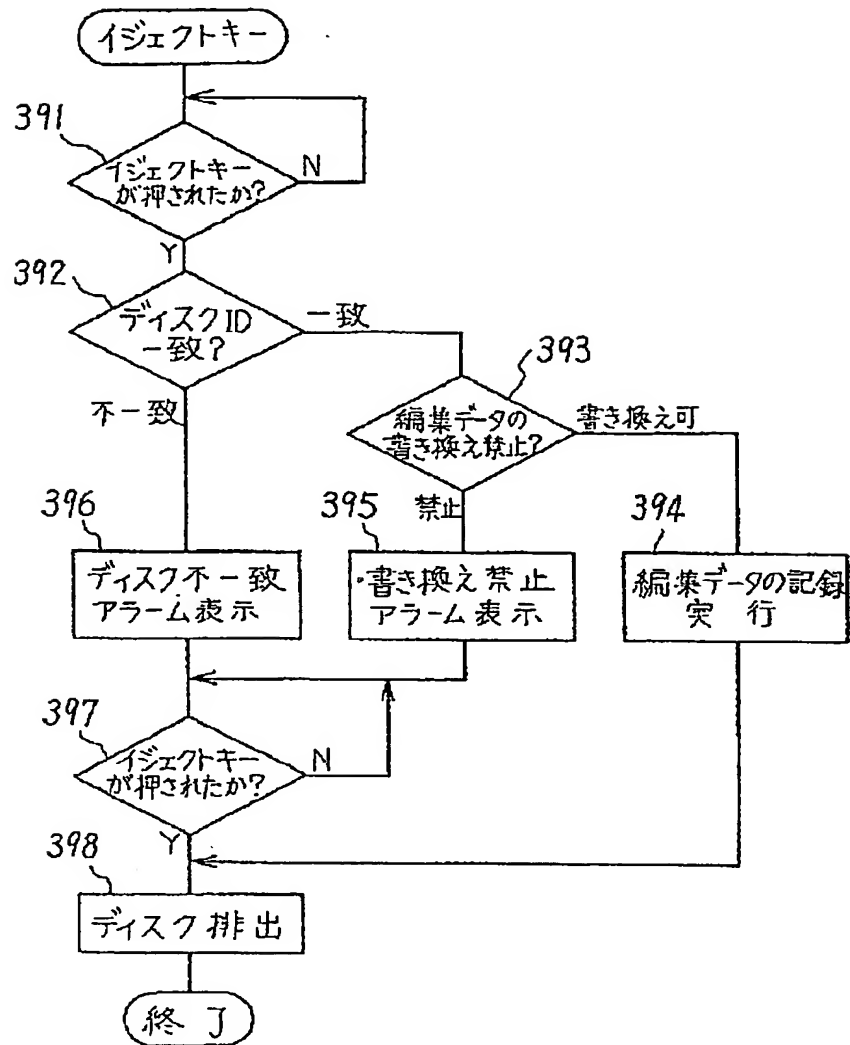 イジェクトキー
391
イジェクトキー
が押されたか?
N
Y
392
ディスクID
一致?
一致
393
不一致
編集データの
書き換え禁止?
書き換え可
396
395
禁止
394
ディスク不一致
アラーム表示
書き換え禁止
アラーム表示
編集データの記録
実行
397
イジェクトキー
が押されたか?
N
Y
398
ディスク排出
終了